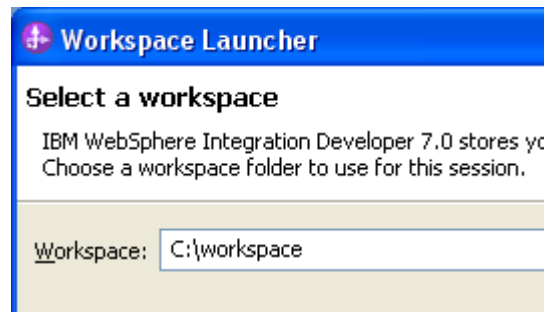 Workspace Launcher
Select a workspace
IBM WebSphere Integration Developer 7.0 stores
Choose a workspace folder to use for this session.
Workspace: C:\workspace